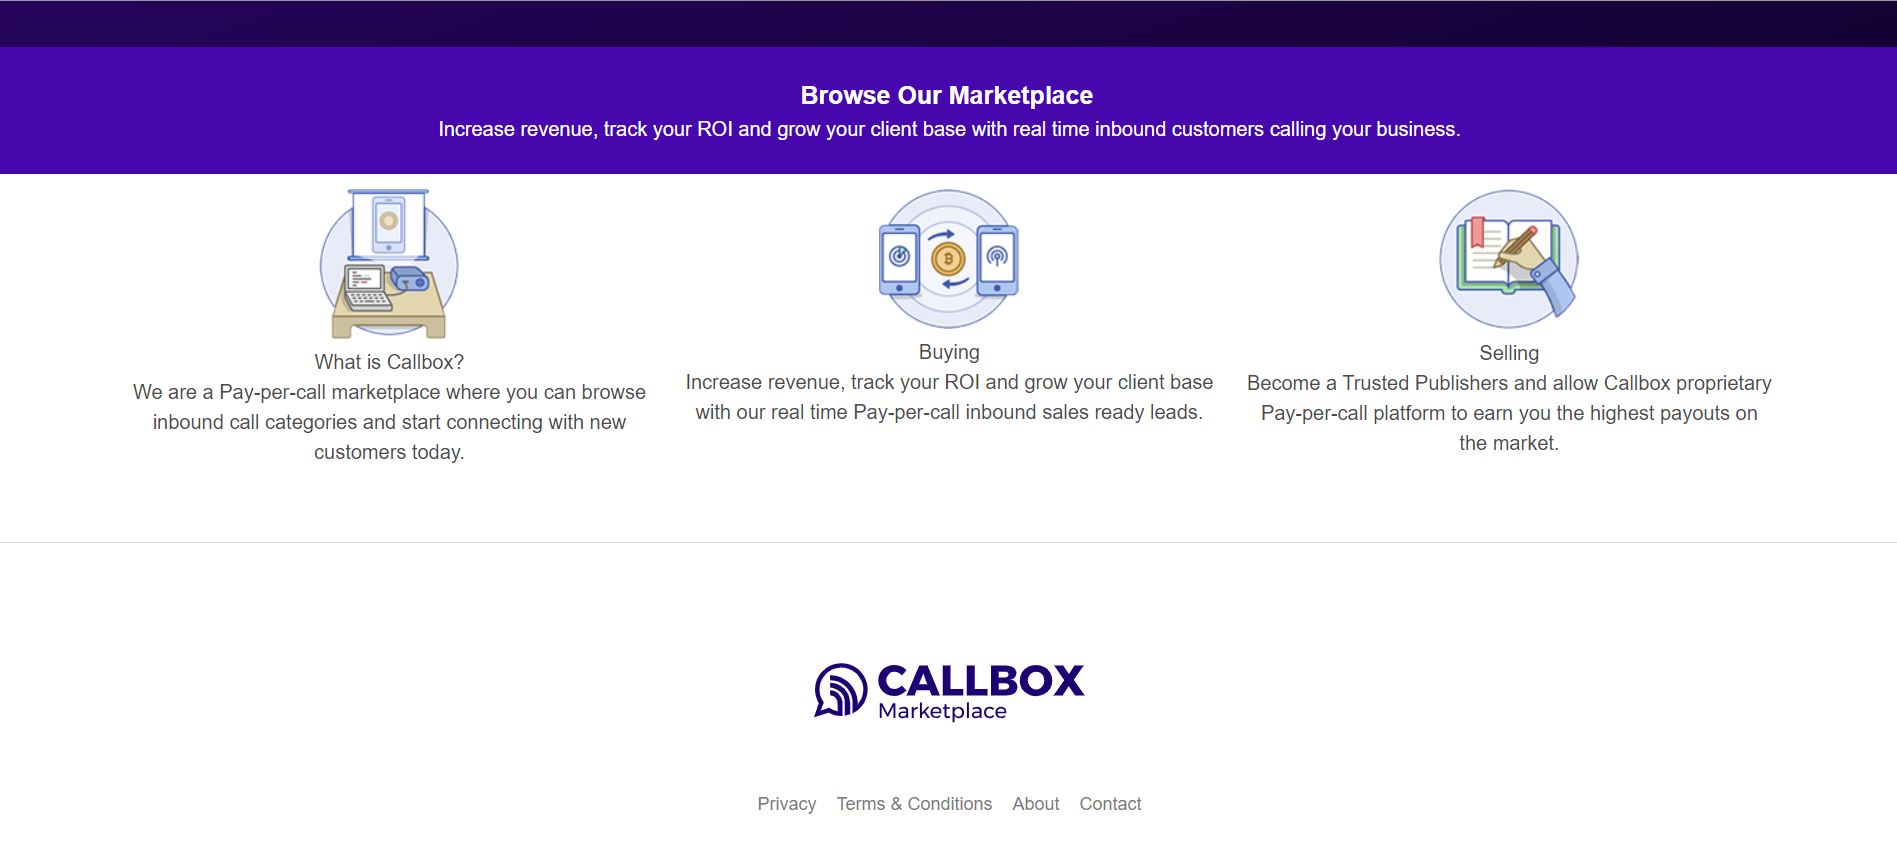 Browse Our Marketplace
Increase revenue, track your ROI and grow your client base with real time inbound customers calling your business.
What is Callbox?
We are a Pay-per-call marketplace where you can browse
inbound call categories and start connecting with new
customers today.
Buying
Increase revenue, track your ROI and grow your client base
with our real time Pay-per-call inbound sales ready leads.
Selling
Become a Trusted Publishers and allow Callbox proprietary
Pay-per-call platform to earn you the highest payouts on
the market.
CALLBOX
Marketplace
Privacy Terms & Conditions About Contact